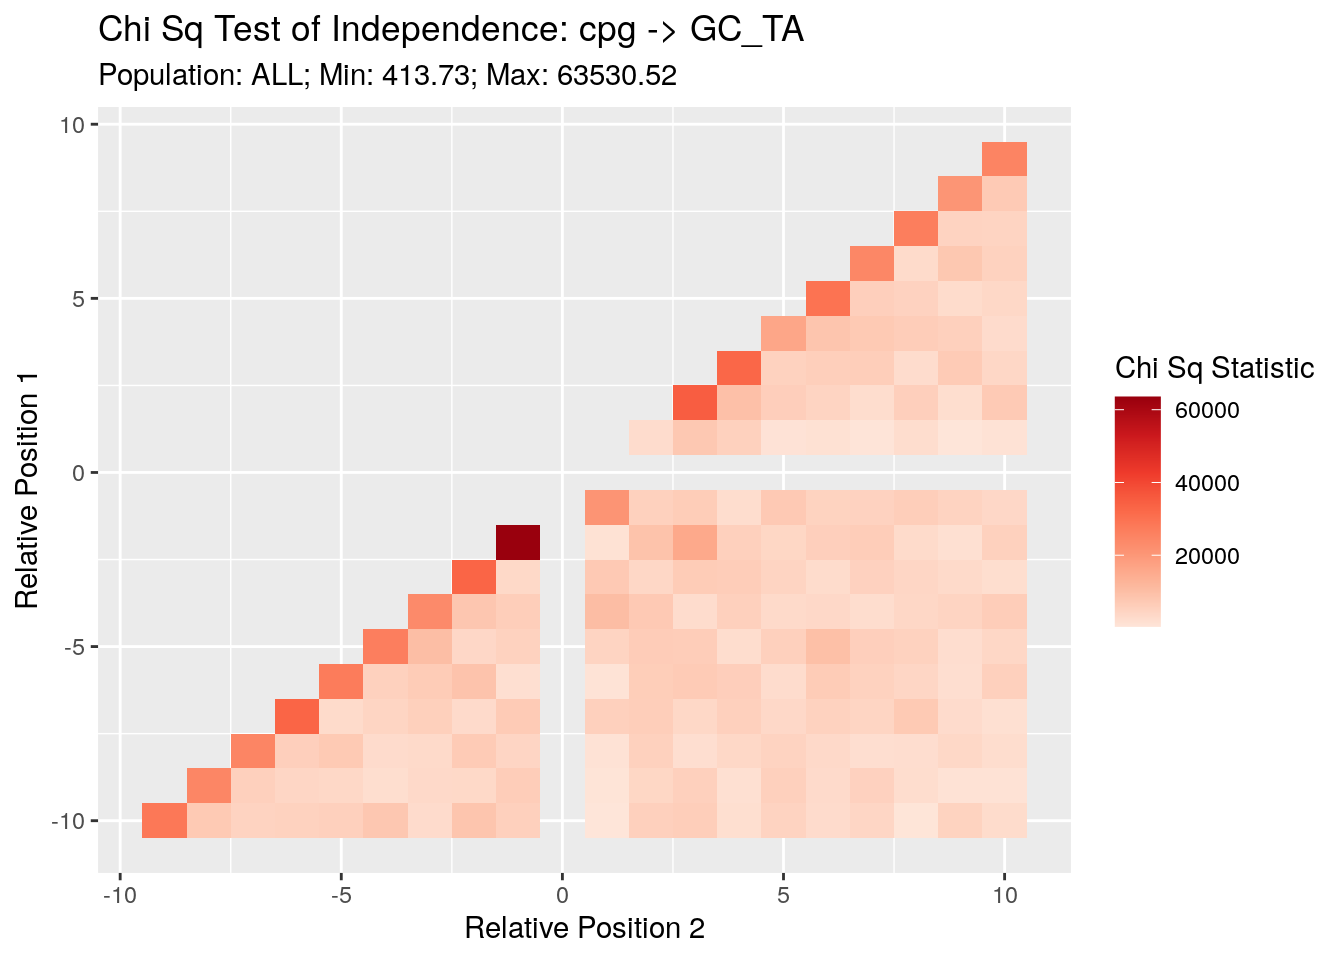 Chi Sq Test of Independence: cpg -> GC_TA
Population: ALL; Min: 413.73; Max: 63530.52
10
5
0
-5
-10
Relative Position 1
-10
-5
0
5
10
Relative Position 2
Chi Sq Statistic
60000
40000
20000